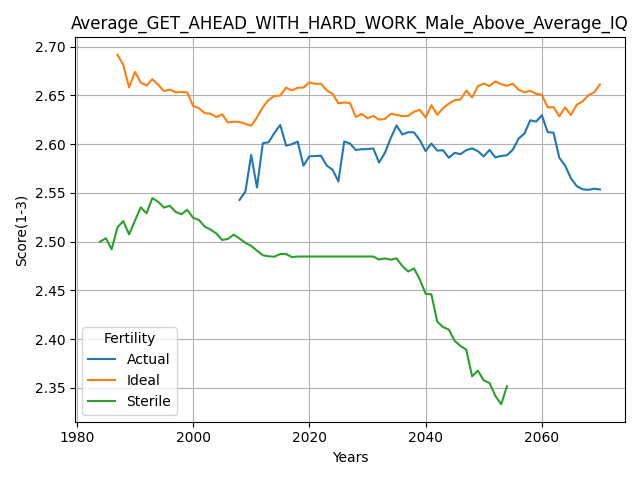 Average_GET_AHEAD_WITH_HARD_WORK_Male_Above_Average_IQ
2.70
2.65
2.60
2.55
2.50
2.45
2.40
2.35
Score(1-3)
Fertility
Actual
Ideal
Sterile
1980 2000 2020 2040 2060
Years